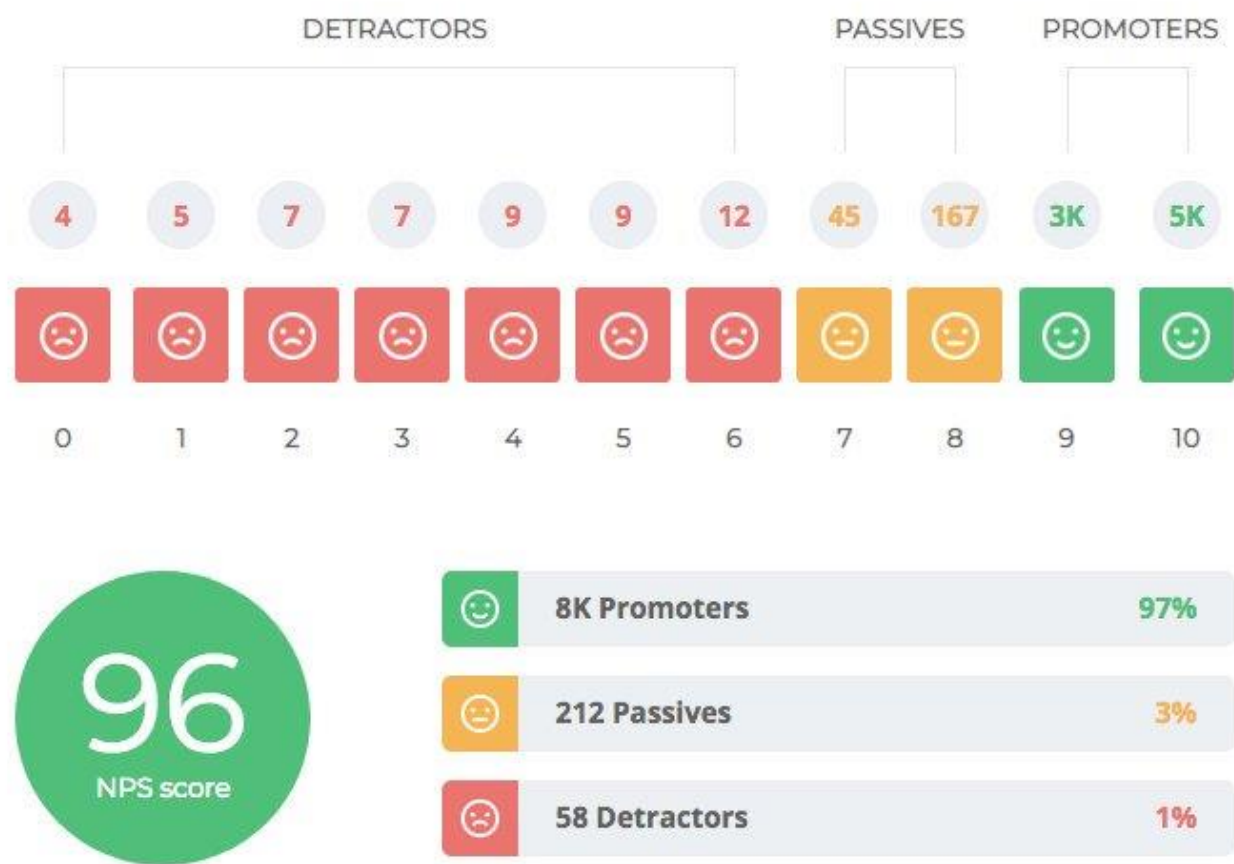 DETRACTORS PASSIVES PROMOTERS
4 5 7 7 9 9 12 45 167 3K 5K
0 1 2 3 4 5 6 7 8 9 10
96
NPS score
8K Promoters 97%
212 Passives 3%
58 Detractors 1%